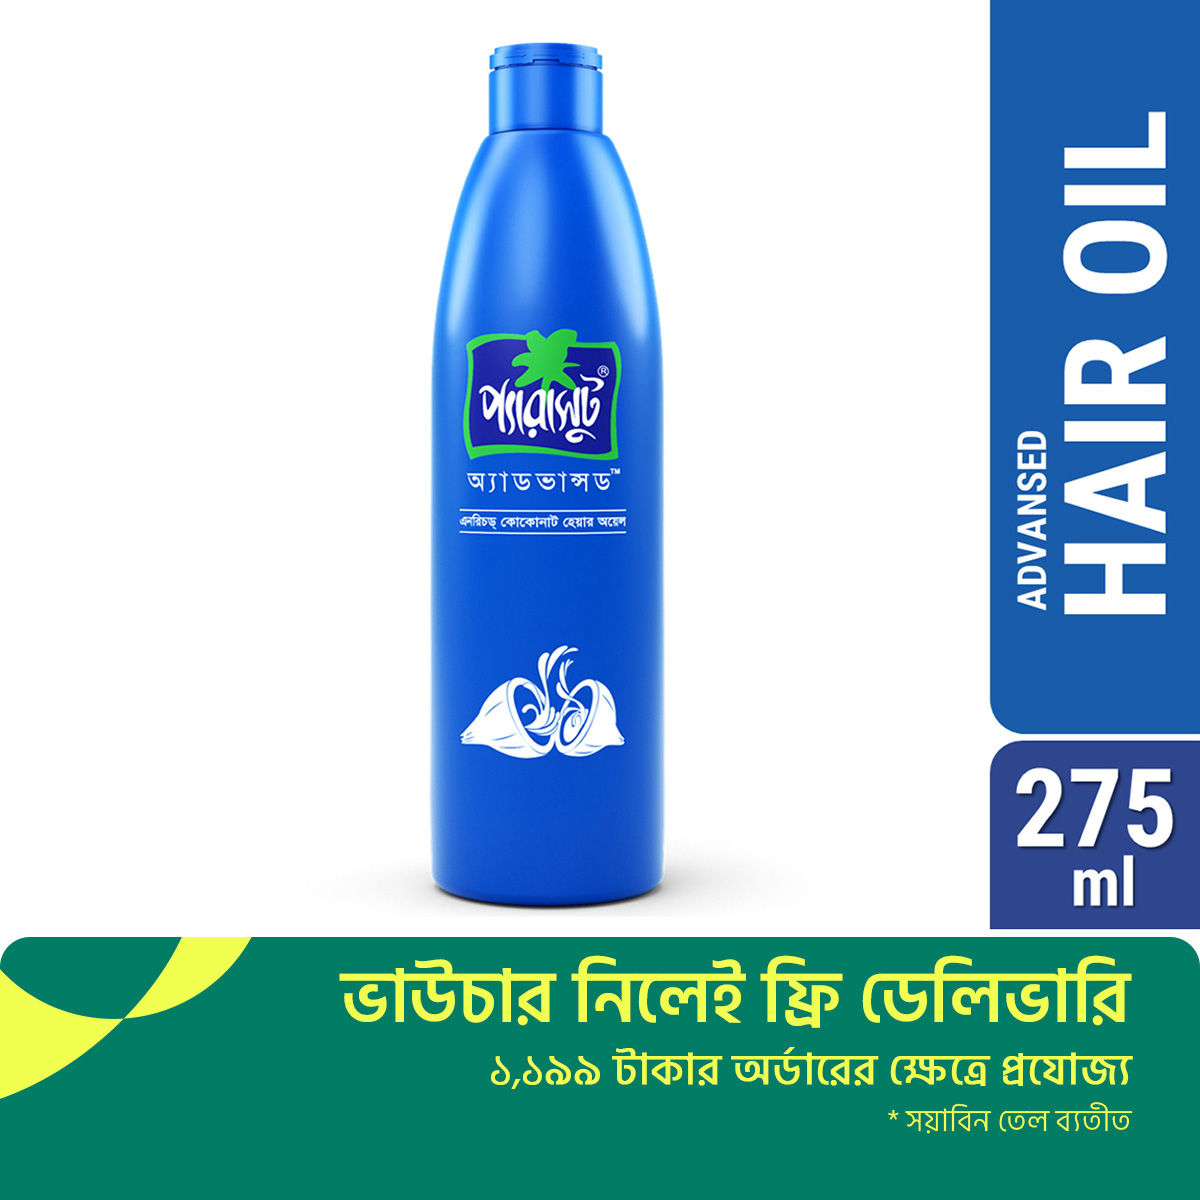 প্যারাসুট®
অ্যাডভান্সড™
এনরিচড্ কোকোনাট হেয়ার অয়েল
ADVANSED
HAIR OIL
275
ml
ভাউচার নিলেই ফ্রি ডেলিভারি
১,১৯৯ টাকার অর্ডারের ক্ষেত্রে প্রযোজ্য
* সয়াবিন তেল ব্যতীত